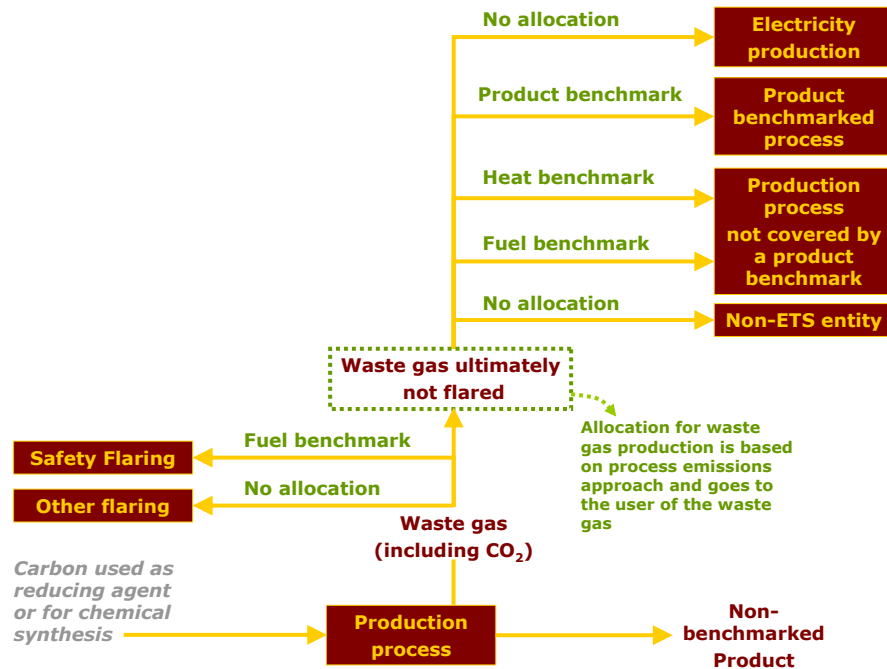 No allocation
Electricity
production
Product benchmark
Product
benchmarked
process
Heat benchmark
Production
process
not covered by
a product
benchmark
Fuel benchmark
No allocation
Non-ETS entity
Waste gas ultimately
not flared
Allocation for waste
gas production is based
on process emissions
approach and goes to
the user of the waste
gas
Fuel benchmark
Safety Flaring
No allocation
Other flaring
Waste gas
(including CO₂)
Carbon used as
reducing agent
or for chemical
synthesis
Production
process
Non-
benchmarked
Product